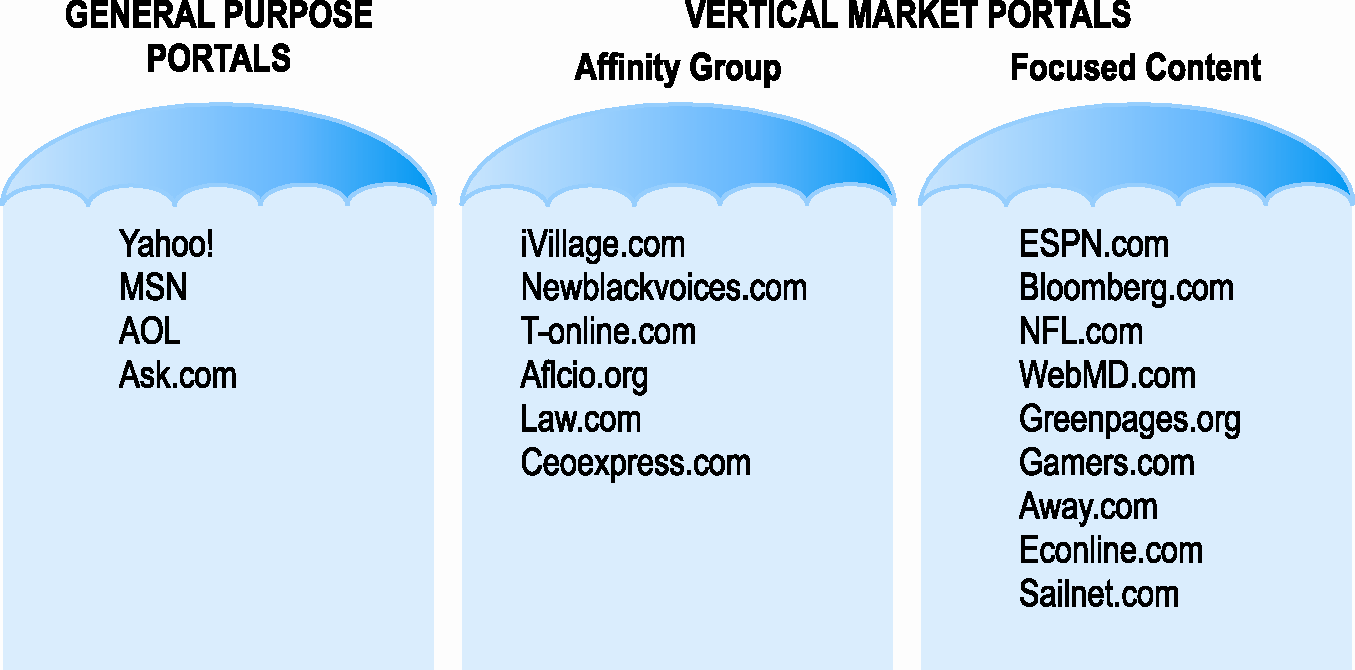 GENERAL PURPOSE
PORTALS
Yahoo!
MSN
AOL
Ask.com
VERTICAL MARKET PORTALS
Affinity Group
iVillage.com
Newblackvoices.com
T-online.com
Aflcio.org
Law.com
Ceoexpress.com
Focused Content
ESPN.com
Bloomberg.com
NFL.com
WebMD.com
Greenpages.org
Gamers.com
Away.com
Econline.com
Sailnet.com